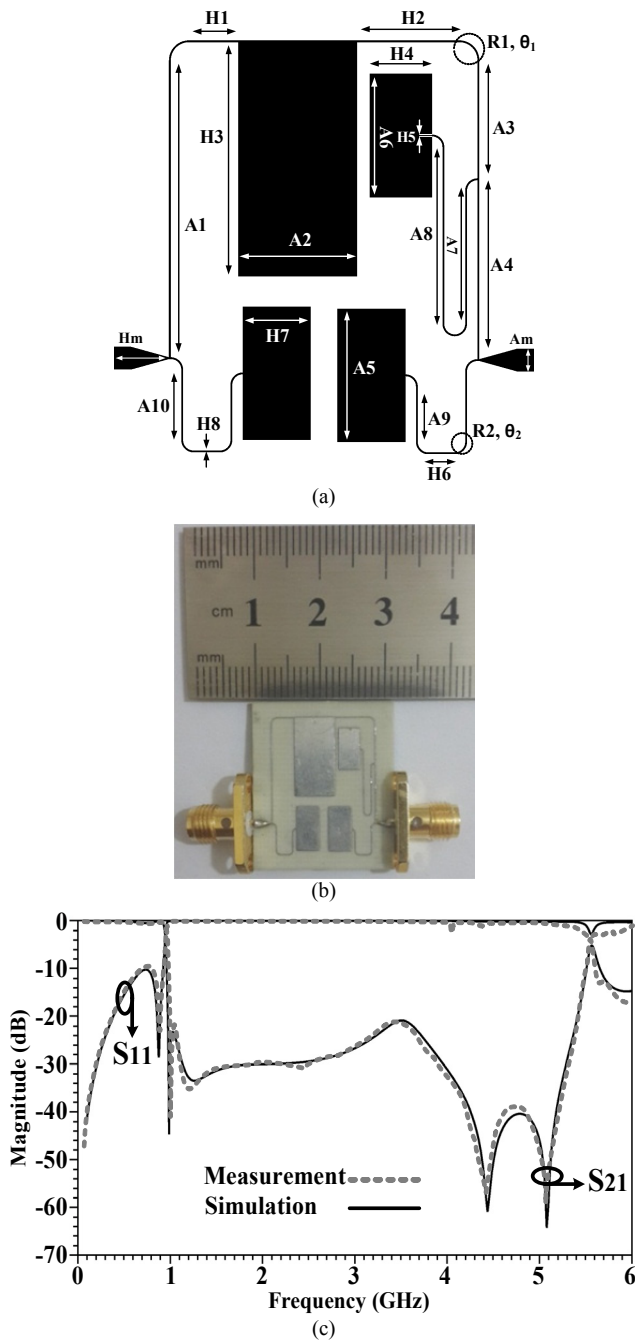 H1
H2
R1, θ₁
H4
H3
A6
H5
A3
A1
A8
A7
A4
A2
Hm
H7
A5
Am
A10
H8
A9
R2, θ₂
H6
(a)
mm
cm 1 2 3 4
mm
(b)
0
-10
-20
-30
-40
-50
-60
-70
Magnitude (dB)
S11
S21
Measurement
Simulation
0 1 2 3 4 5 6
Frequency (GHz)
(c)